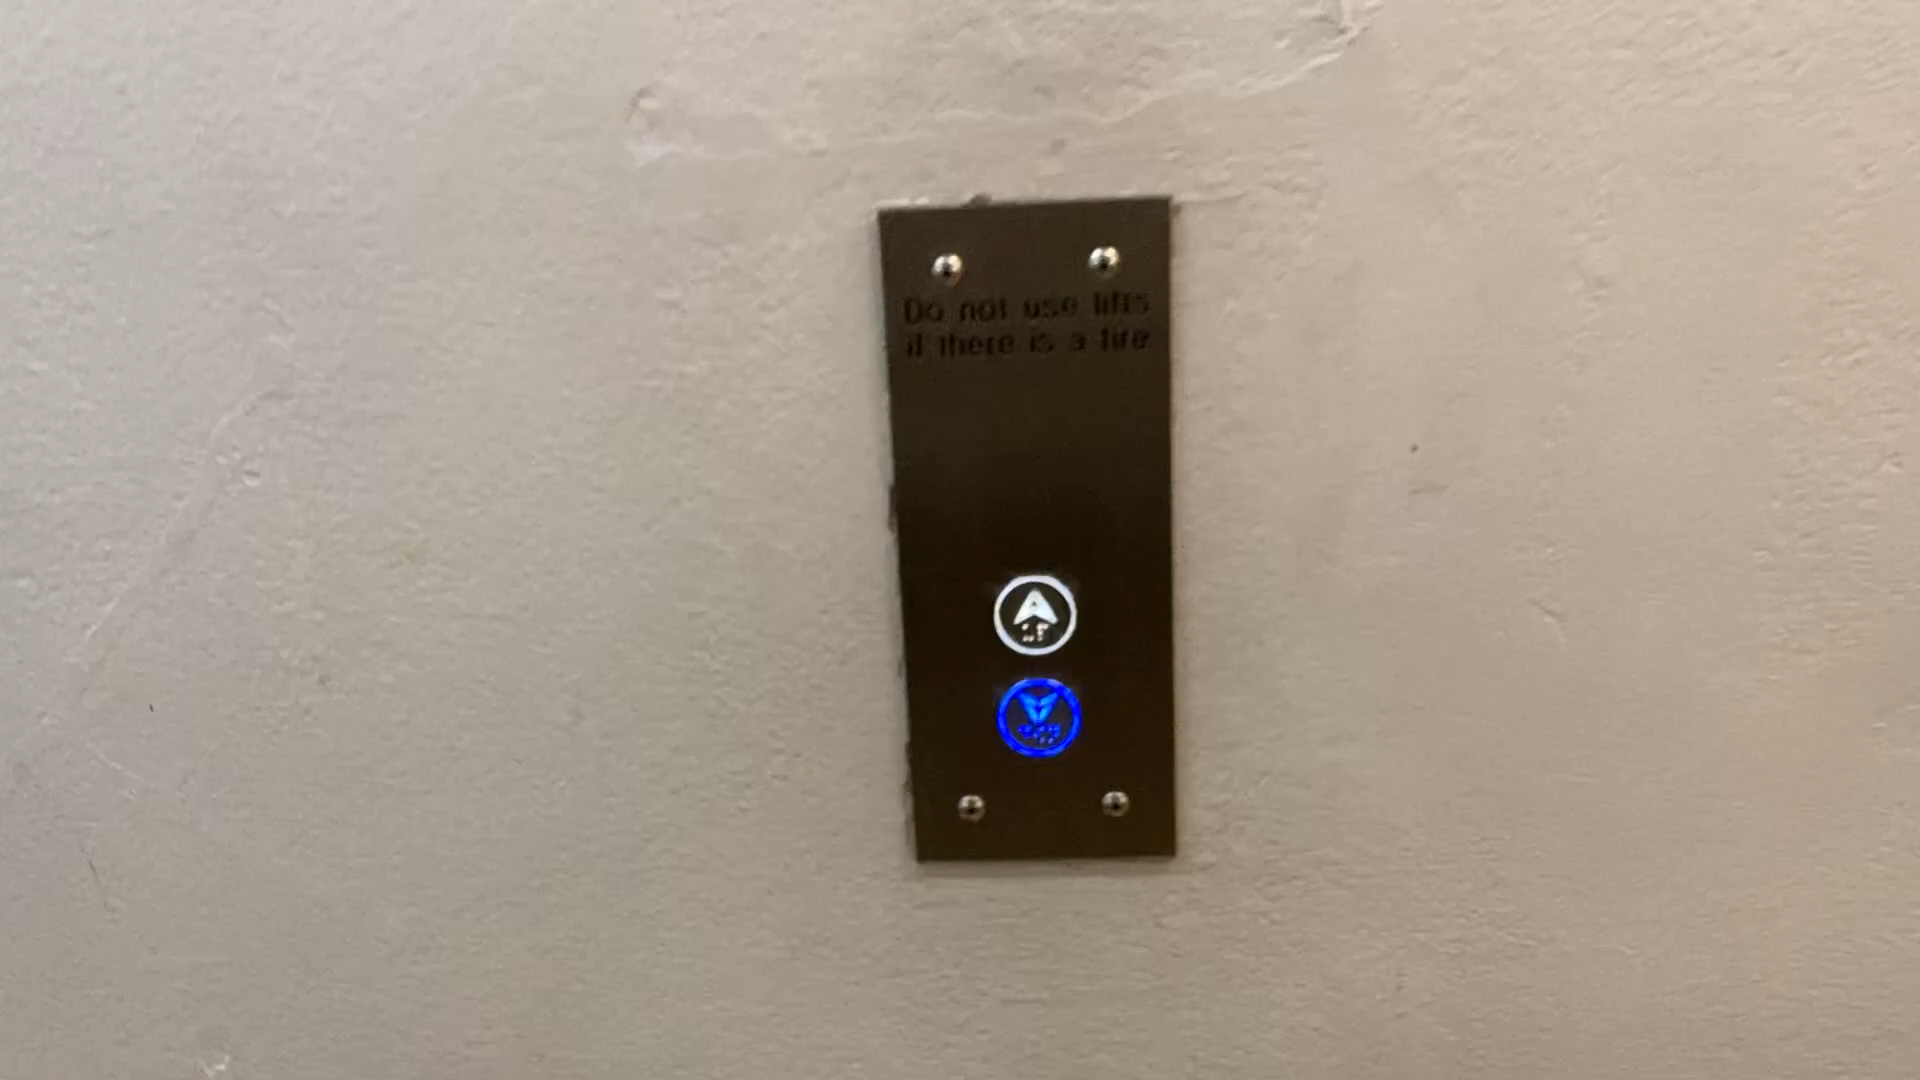 Do not use lifts
if there is a fire